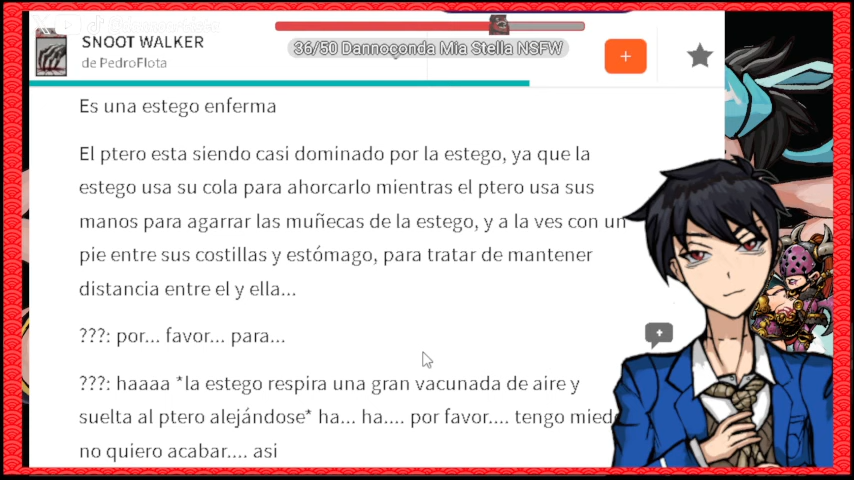 36/50 Dannoconda Mia Stella NSFW
SNOOT WALKER
de PedroFlota
Es una estego enferma
El ptero esta siendo casi dominado por la estego, ya que la
estego usa su cola para ahorcarlo mientras el ptero usa sus
manos para agarrar las muñecas de la estego, y a la ves con un
pie entre sus costillas y estómago, para tratar de mantener
distancia entre el y ella...
???: por... favor... para...
???: haaaa *la estego respira una gran vacunada de aire y
suelta al ptero alejándose* ha... ha.... por favor.... tengo miedo
no quiero acabar.... asi